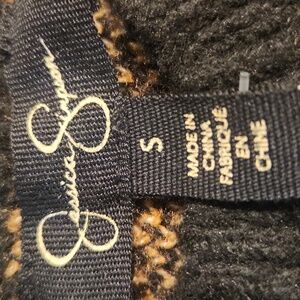 Jessica Simpson
S
MADE IN
CHINA
FABRIQUÉ
EN
CHINE